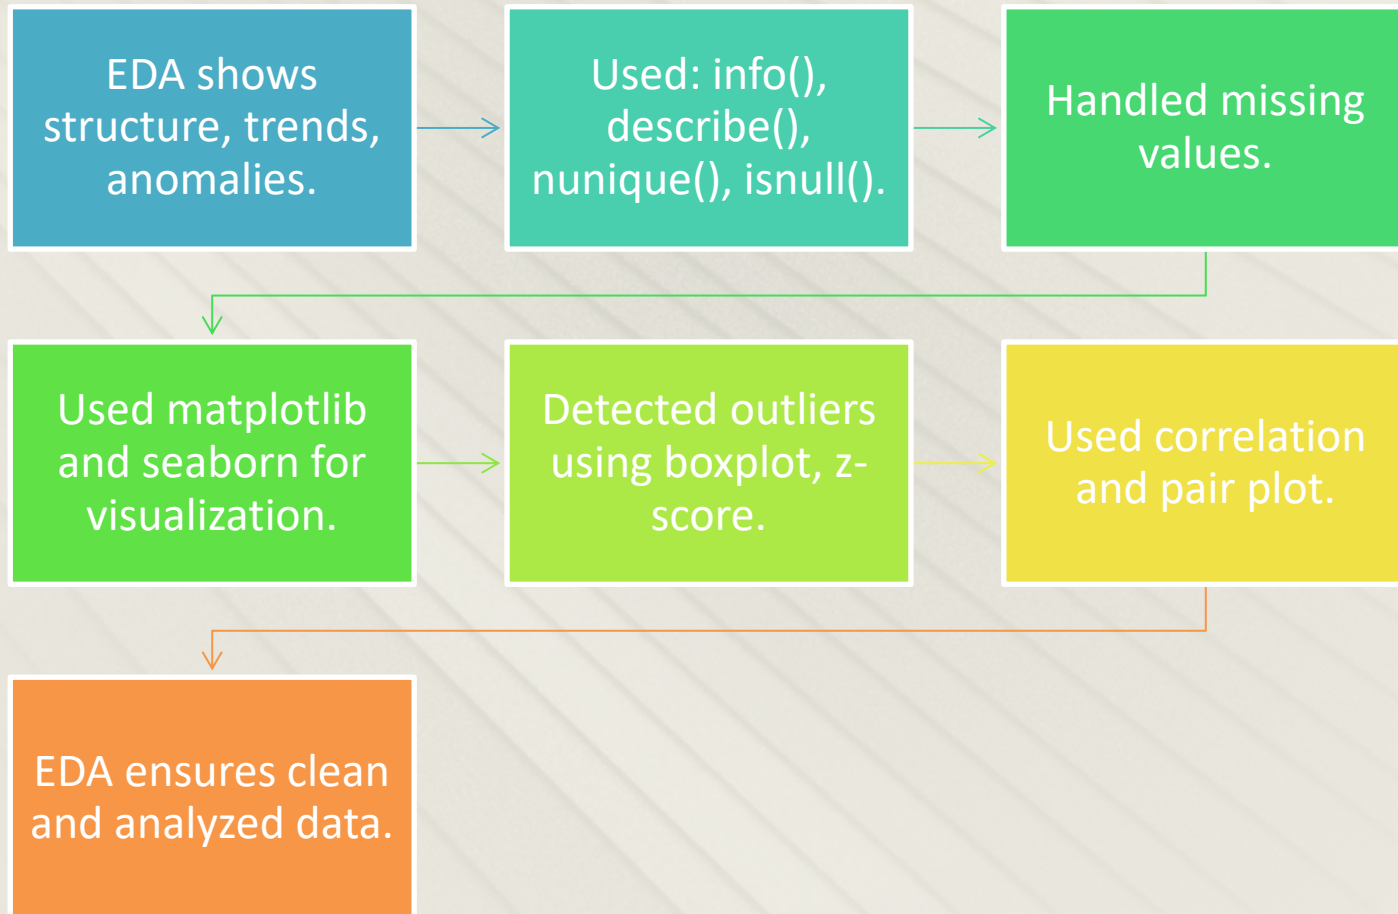 EDA shows
structure, trends,
anomalies.
Used: info(),
describe(),
nunique(), isnull().
Handled missing
values.
Used matplotlib
and seaborn for
visualization.
Detected outliers
using boxplot, z-
score.
Used correlation
and pair plot.
EDA ensures clean
and analyzed data.